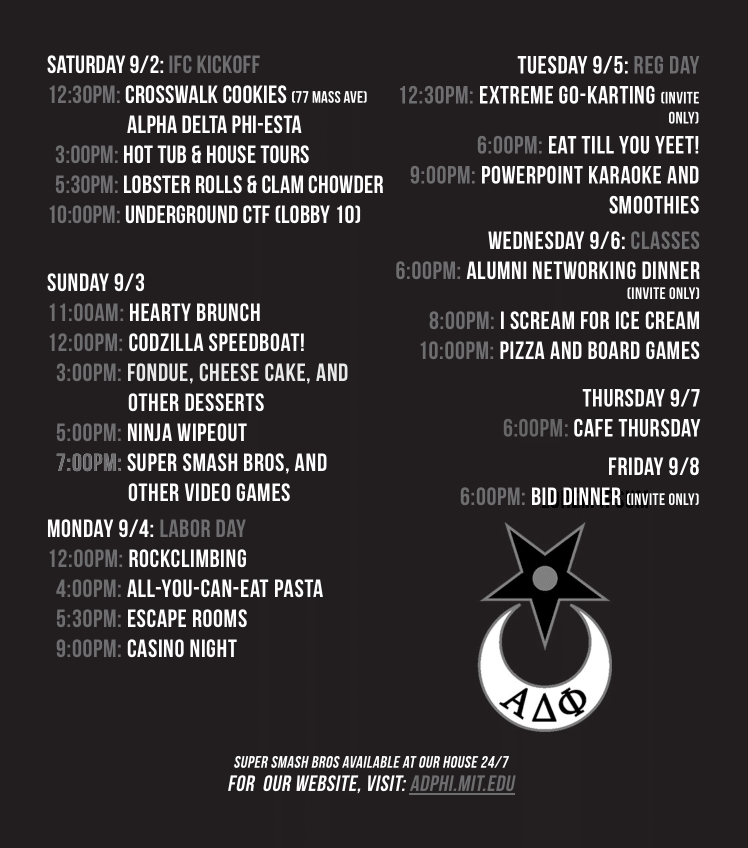 SATURDAY 9/2: IFC KICKOFF
12:30PM: CROSSWALK COOKIES (77 MASS AVE)
ALPHA DELTA PHI-ESTA
3:00PM: HOT TUB & HOUSE TOURS
5:30PM: LOBSTER ROLLS & CLAM CHOWDER
10:00PM: UNDERGROUND CTF (LOBBY 10)
SUNDAY 9/3
11:00AM: HEARTY BRUNCH
12:00PM: CODZILLA SPEEDBOAT!
3:00PM: FONDUE, CHEESE CAKE, AND
OTHER DESSERTS
5:00PM: NINJA WIPEOUT
7:00PM: SUPER SMASH BROS, AND
OTHER VIDEO GAMES
MONDAY 9/4: LABOR DAY
12:00PM: ROCKCLIMBING
4:00PM: ALL-YOU-CAN-EAT PASTA
5:30PM: ESCAPE ROOMS
9:00PM: CASINO NIGHT
TUESDAY 9/5: REG DAY
12:30PM: EXTREME GO-KARTING (INVITE
ONLY)
6:00PM: EAT TILL YOU YEET!
9:00PM: POWERPOINT KARAOKE AND
SMOOTHIES
WEDNESDAY 9/6: CLASSES
6:00PM: ALUMNI NETWORKING DINNER
(INVITE ONLY)
8:00PM: I SCREAM FOR ICE CREAM
10:00PM: PIZZA AND BOARD GAMES
THURSDAY 9/7
6:00PM: CAFE THURSDAY
FRIDAY 9/8
6:00PM: BID DINNER (INVITE ONLY)
ΑΔΦ
SUPER SMASH BROS AVAILABLE AT OUR HOUSE 24/7
FOR OUR WEBSITE, VISIT: ADPHI.MIT.EDU